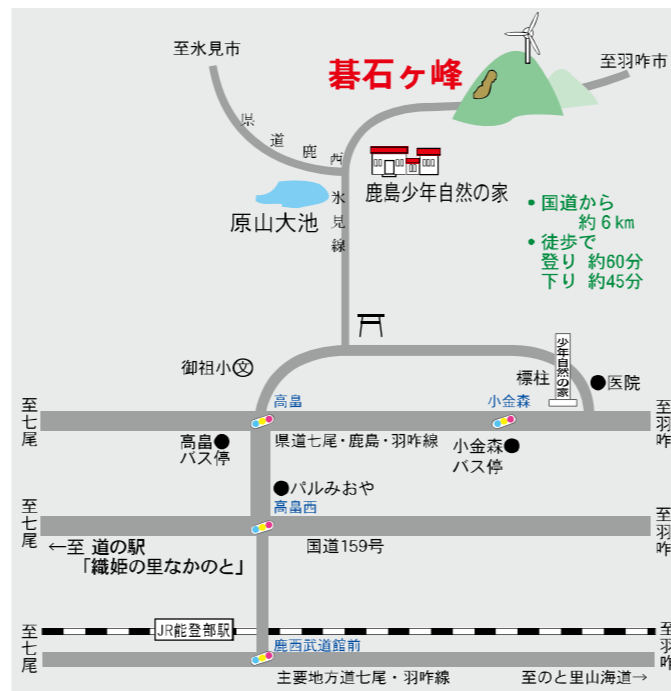 至氷見市
碁石ヶ峰
至羽咋市
県道鹿西氷見線
鹿島少年自然の家
原山大池
•国道から
約6km
•徒歩で
登り 約60分
下り 約45分
御祖小文
少年自然の家
標柱
●医院
至七尾
高畠
小金森
至羽咋
高畠●
バス停
県道七尾・鹿島・羽咋線
小金森●
バス停
●パルみおや
高畠西
至七尾
至羽咋
←至 道の駅
「織姫の里なかのと」
国道159号
JR能登部駅
至七尾
至羽咋
鹿西武道館前
主要地方道七尾・羽咋線
至のと里山海道→